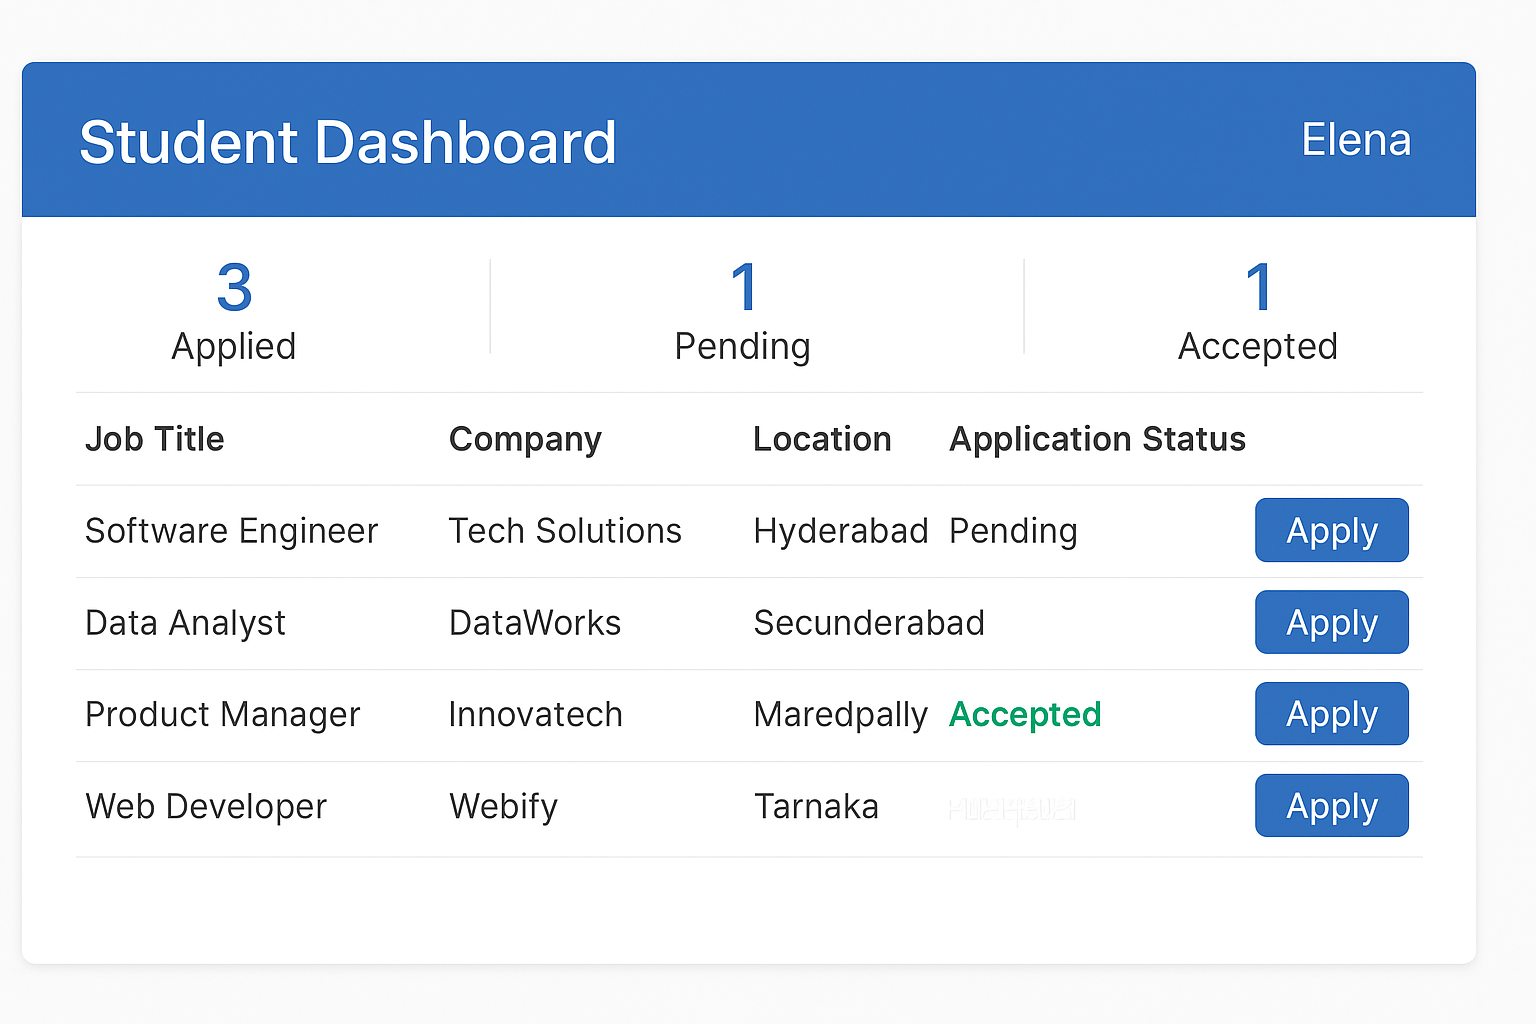 Student Dashboard Elena
3 1 1
Applied Pending Accepted
Job Title Company Location Application Status
Software Engineer Tech Solutions Hyderabad Pending Apply
Data Analyst DataWorks Secunderabad Apply
Product Manager Innovatech Maredpally Accepted Apply
Web Developer Webify Tarnaka Apply